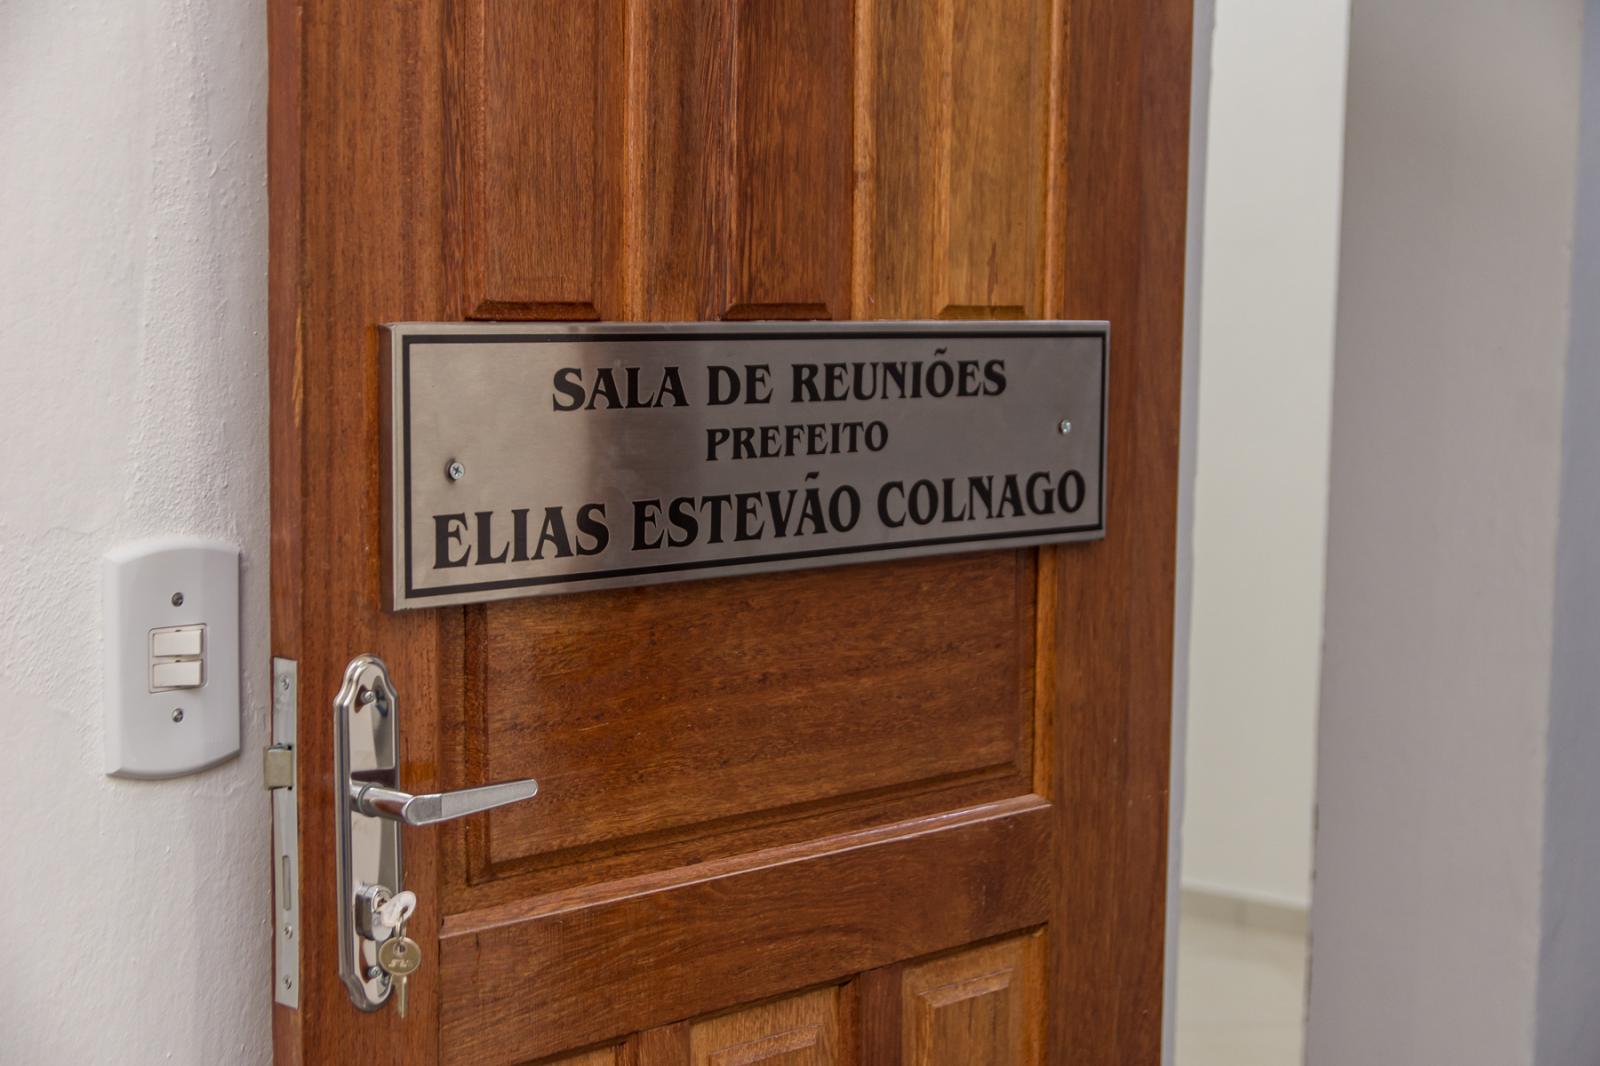 SALA DE REUNIÕES
PREFEITO
ELIAS ESTEVÃO COLNAGO